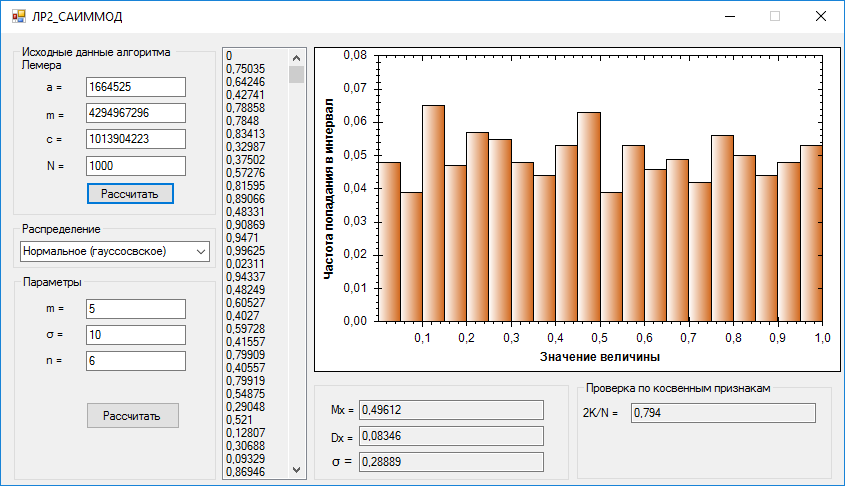 ЛР2_САИММОД
Исходные данные алгоритма
Лемера
a = 1664525
m = 4294967296
c = 1013904223
N = 1000
Рассчитать
Распределение
Нормальное (гауссосвское)
Параметры
m = 5
σ = 10
n = 6
Рассчитать
0
0,75035
0,64246
0,42741
0,78858
0,7848
0,83413
0,32987
0,37502
0,57276
0,81595
0,89066
0,48331
0,90869
0,9471
0,99625
0,02311
0,94337
0,48249
0,60527
0,4027
0,59728
0,41557
0,79909
0,40557
0,79919
0,54875
0,29048
0,521
0,12807
0,30688
0,09329
0,86946
Частота попадания в интервал
0,08
0,07
0,06
0,05
0,04
0,03
0,02
0,01
0,00
0,1 0,2 0,3 0,4 0,5 0,6 0,7 0,8 0,9 1,0
Значение величины
Mx = 0,49612
Dx = 0,08346
σ = 0,28889
Проверка по косвенным признакам
2K/N = 0,794